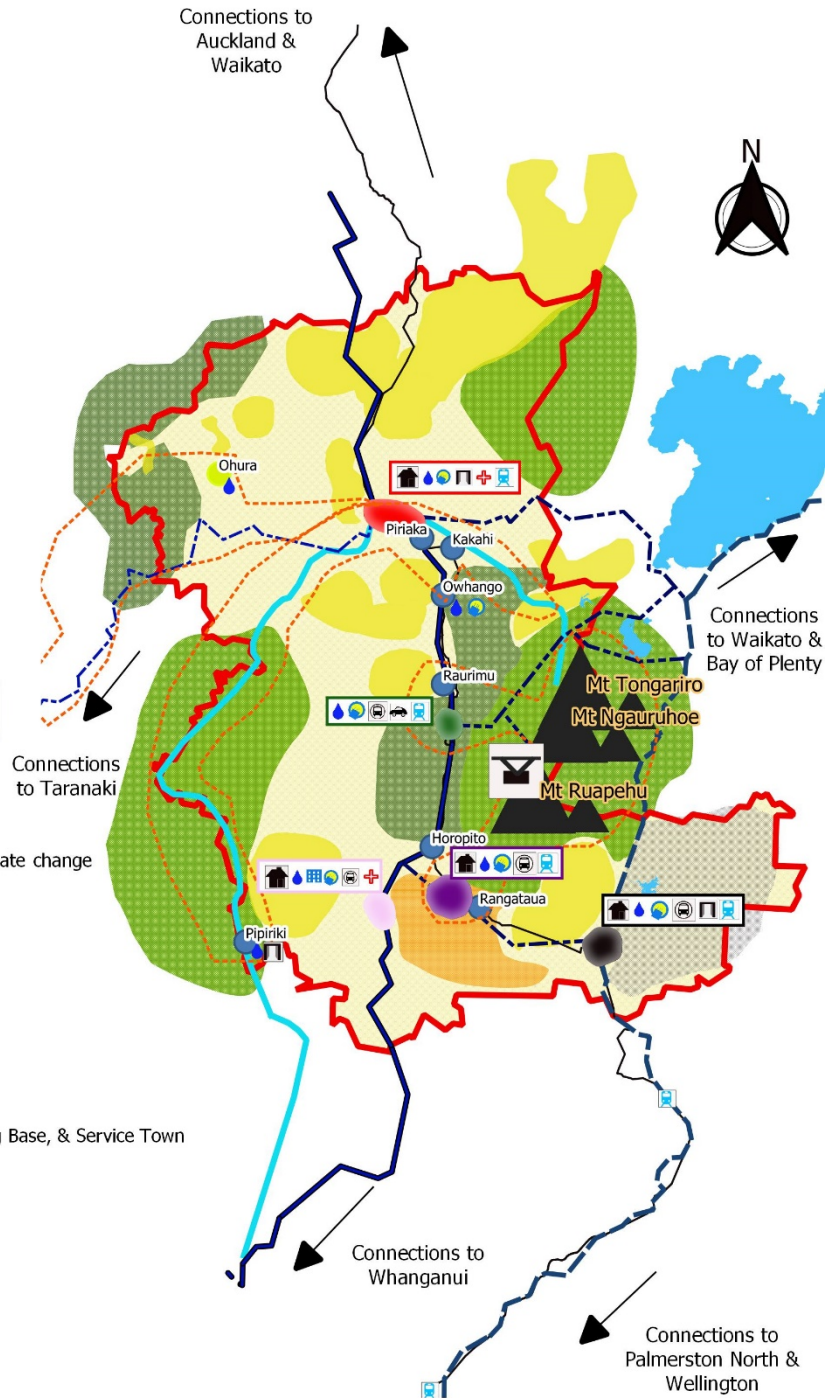 Connections to
Auckland &
Waikato
N
Ohura
Piriaka
Kakahi
Owhango
Connections
to Waikato &
Bay of Plenty
Raurimu
Mt Tongariro
Mt Ngauruhoe
Connections
to Taranaki
Mt Ruapehu
Horopito
ate change
Rangataua
Pipiriki
g Base, & Service Town
Connections to
Whanganui
Connections to
Palmerston North &
Wellington